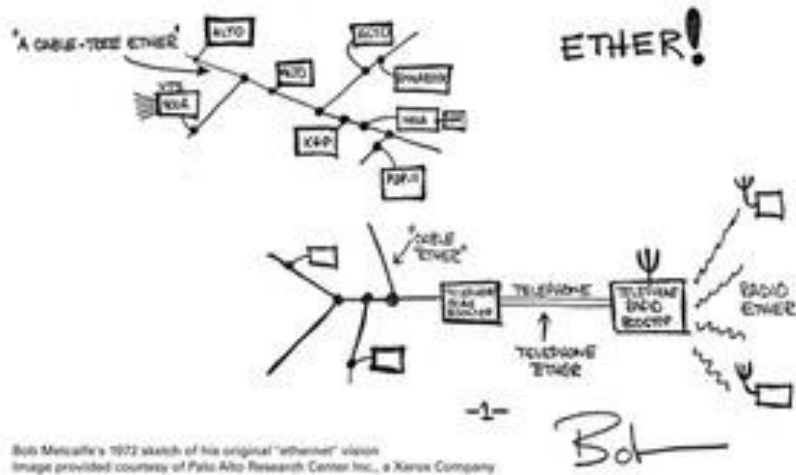 "A CABLE-TREE ETHER"
ALTO
ALTO
ETHER!
ALTO
K&P
PDP-11
"CABLE
ETHER"
TELEPHONE
TELEPHONE
RADIO
BOOSTER
RADIO
ETHER
TELEPHONE
ETHER
-1-
Bob
Bob Metcalfe's 1972 sketch of his original "ethernet" vision
Image provided courtesy of Palo Alto Research Center Inc., a Xerox Company